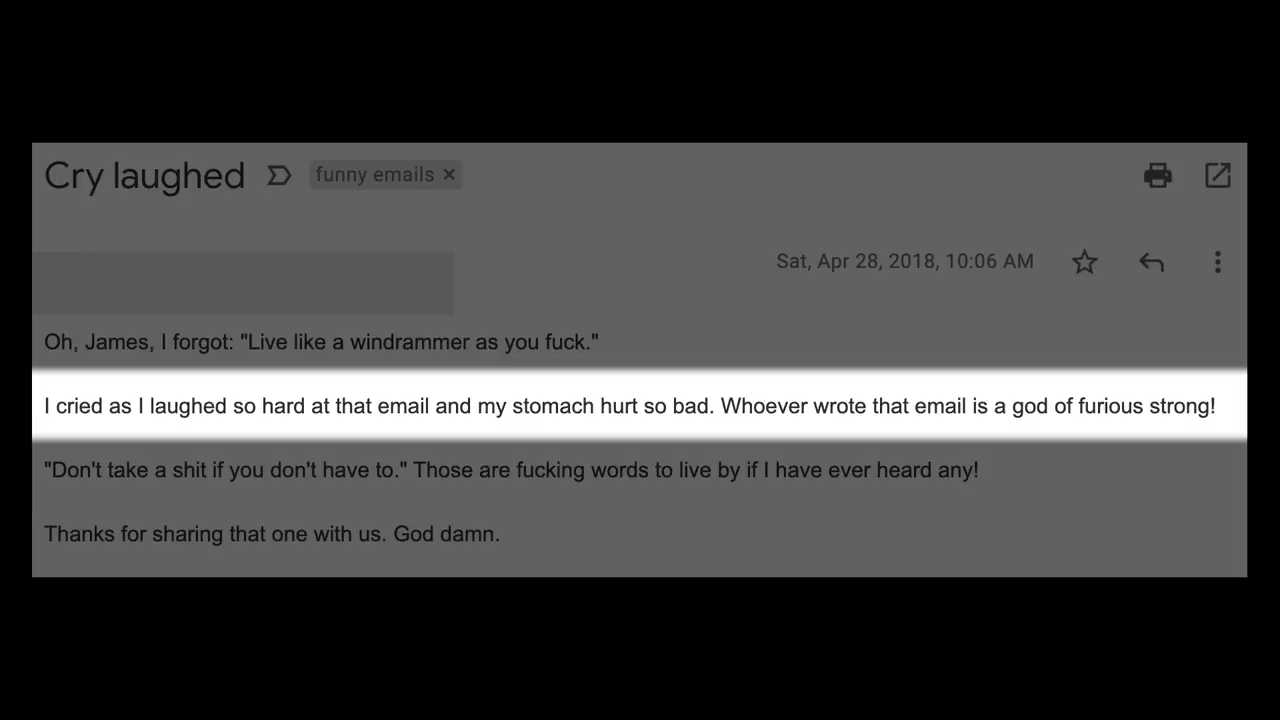 Cry laughed
funny emails ×
Sat, Apr 28, 2018, 10:06 AM
Oh, James, I forgot: "Live like a windrammer as you fuck."
I cried as I laughed so hard at that email and my stomach hurt so bad. Whoever wrote that email is a god of furious strong!
"Don't take a shit if you don't have to." Those are fucking words to live by if I have ever heard any!
Thanks for sharing that one with us. God damn.